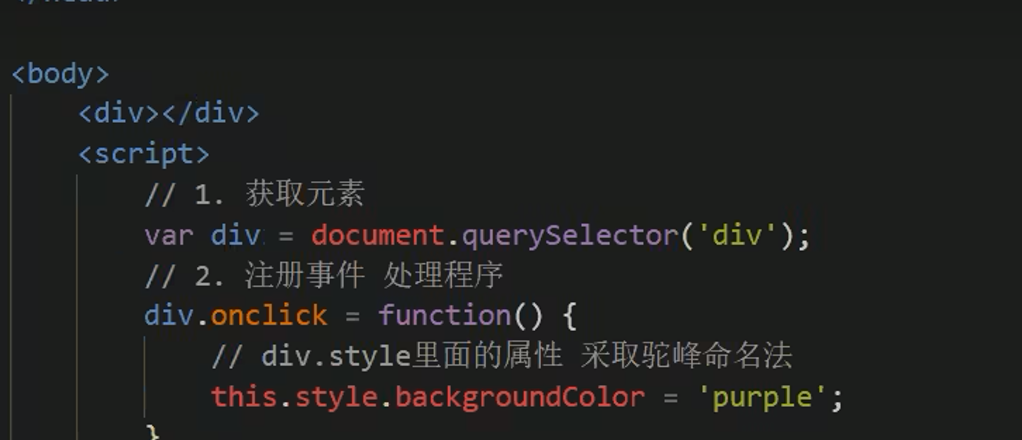 <body>
<div></div>
<script>
// 1. 获取元素
var div = document.querySelector('div');
// 2. 注册事件 处理程序
div.onclick = function() {
// div.style里面的属性 采取驼峰命名法
this.style.backgroundColor = 'purple';
}